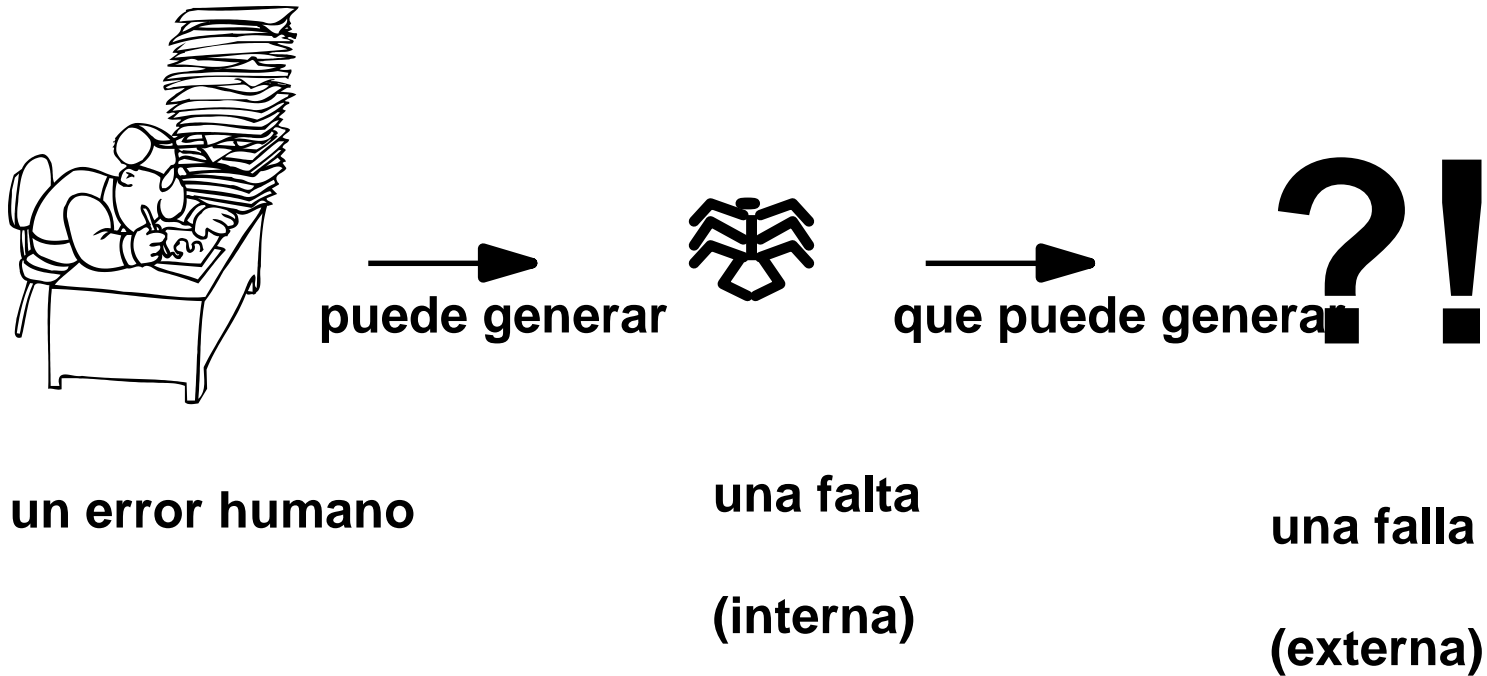 ?!
puede generar
que puede generar
un error humano
una falta
(interna)
una falla
(externa)